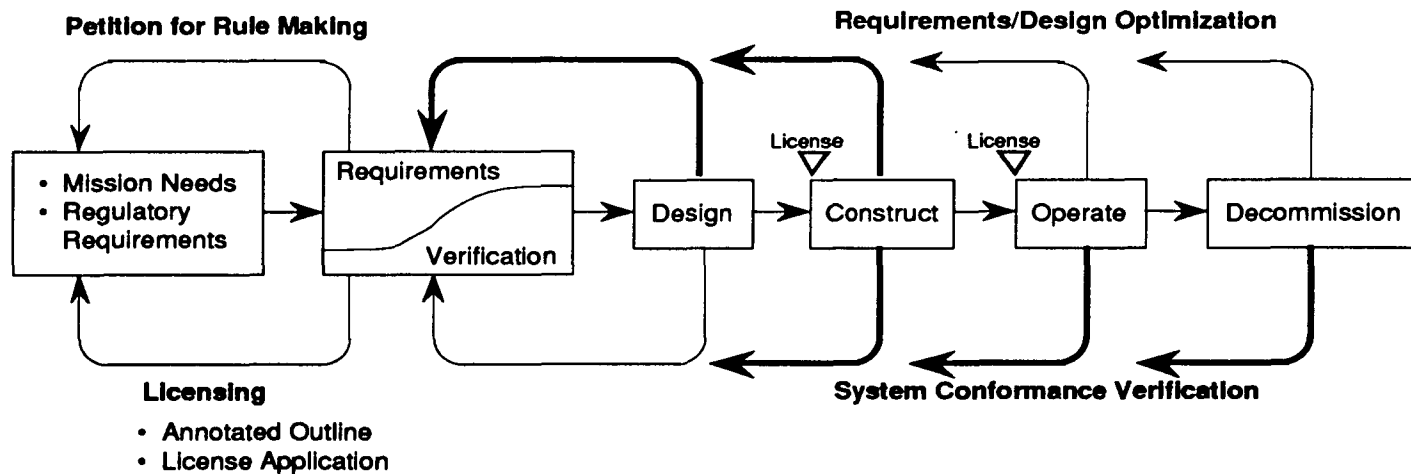 Petition for Rule Making
Requirements/Design Optimization
License
License
• Mission Needs
• Regulatory
Requirements
Requirements
Verification
Design
Construct
Operate
Decommission
Licensing
• Annotated Outline
• License Application
System Conformance Verification